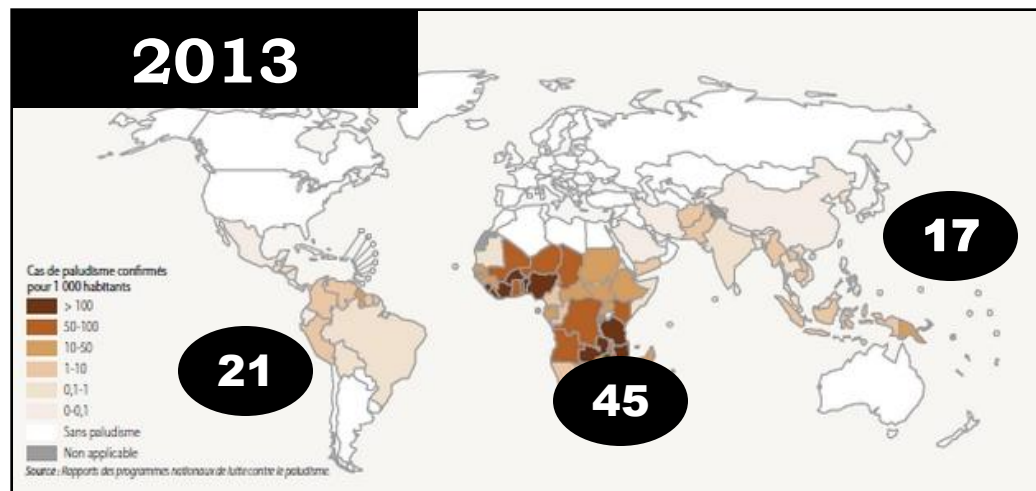 2013
17
Cas de paludisme confirmés
pour 1 000 habitants
> 100
50-100
10-50
1-10
0,1-1
0-0,1
Sans paludisme
Non applicable
21
45
Source : Rapports des programmes nationaux de lutte contre le paludisme